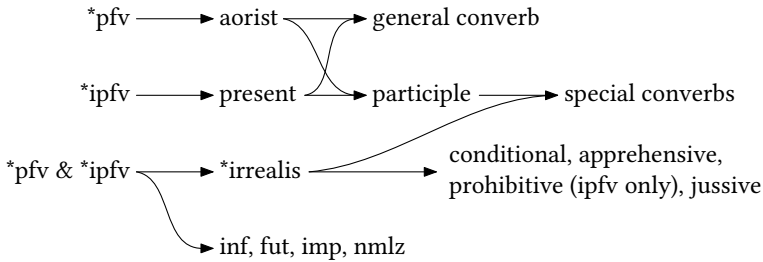 *pfv aorist general converb
*ipfv present participle special converbs
*pfv & *ipfv *irrealis conditional, apprehensive,
prohibitive (ipfv only), jussive
inf, fut, imp, nmlz